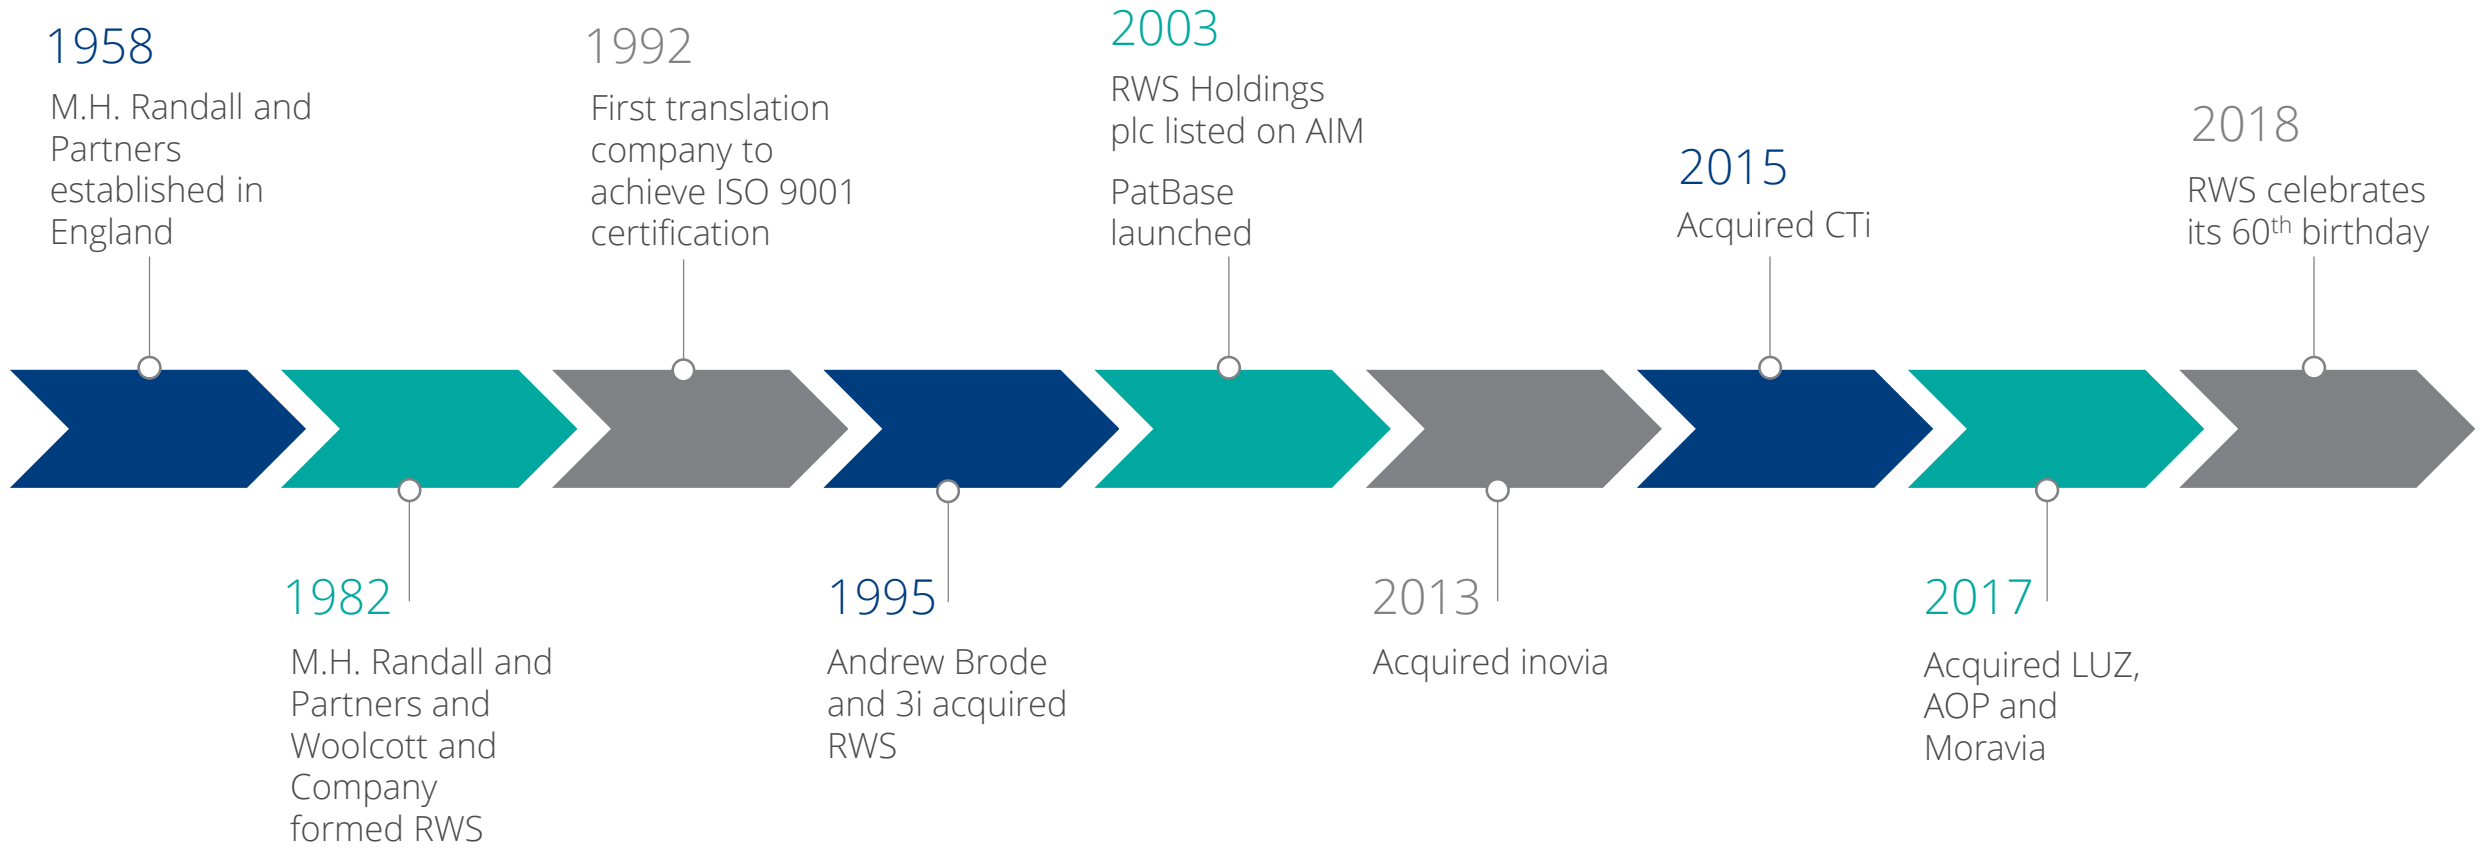 1958
M.H. Randall and
Partners
established in
England
1982
M.H. Randall and
Partners and
Woolcott and
Company
formed RWS
1992
First translation
company to
achieve ISO 9001
certification
1995
Andrew Brode
and 3i acquired
RWS
2003
RWS Holdings
plc listed on AIM
PatBase
launched
2013
Acquired inovia
2015
Acquired CTi
2017
Acquired LUZ,
AOP and
Moravia
2018
RWS celebrates
its 60th birthday